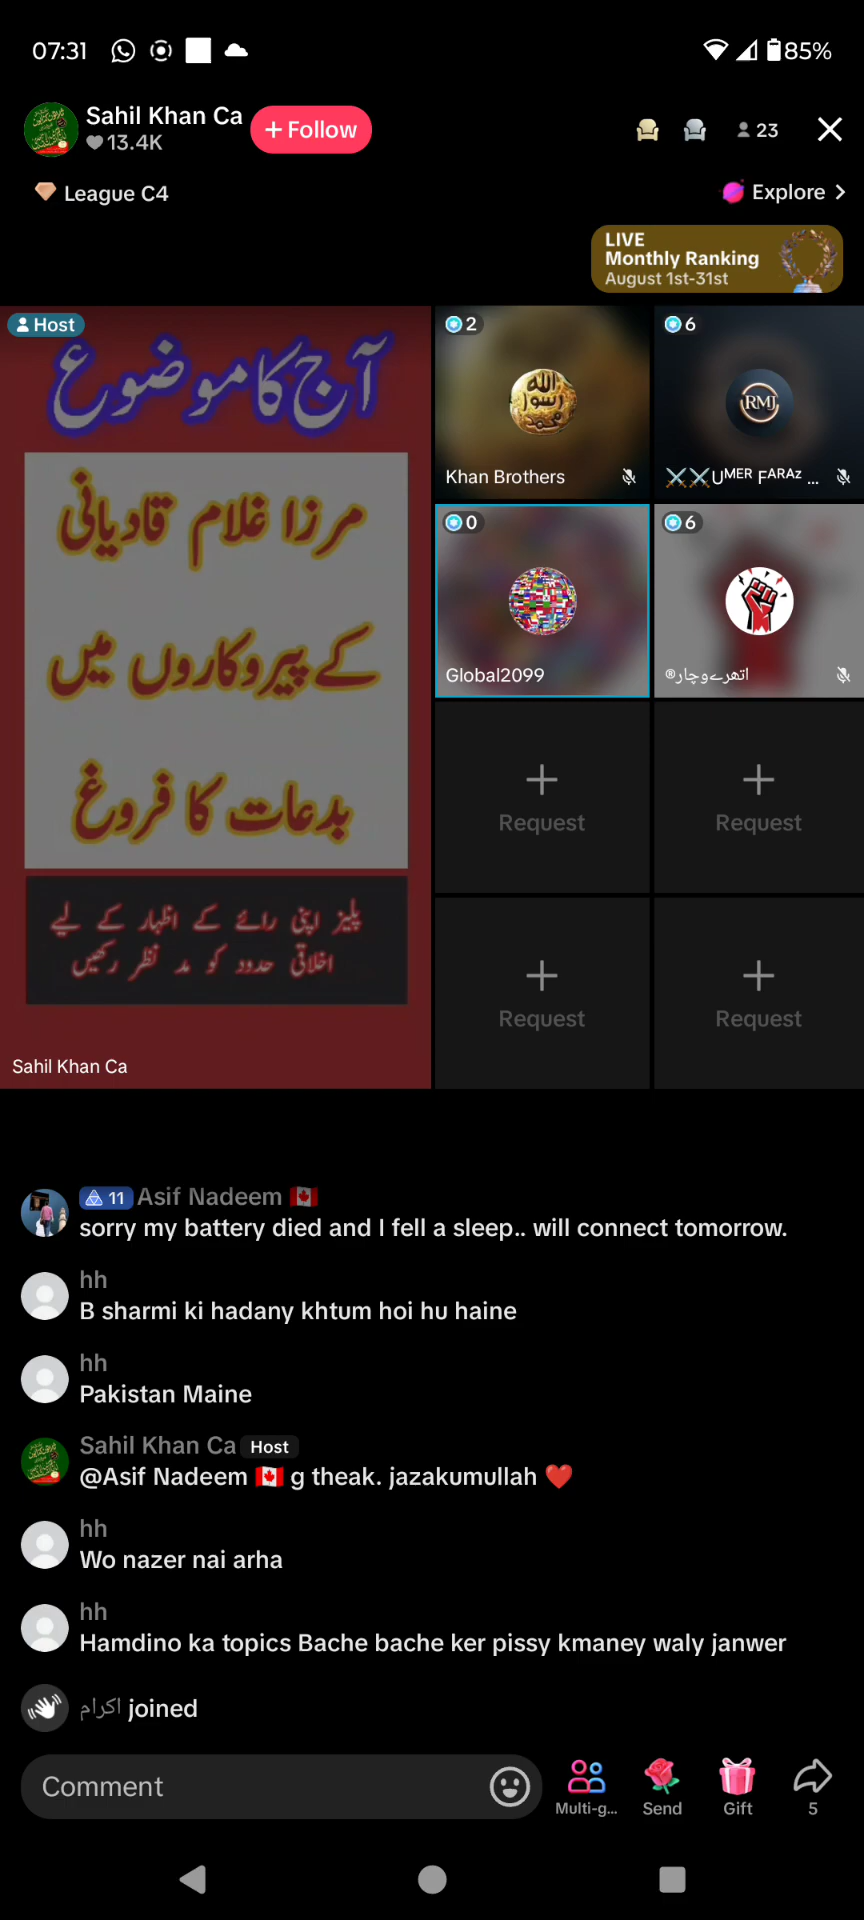 07:31
85%
Sahil Khan Ca
13.4K
+ Follow
23
League C4
Explore
LIVE
Monthly Ranking
August 1st-31st
Host
آج کا موضوع
مرزا غلام قادیانی
کے پیروکاروں میں
بدعات کا فروغ
پلیز اپنی رائے کے اظہار کے لیے
اخلاقی حدود کو مد نظر رکھیں
Sahil Khan Ca
2
الله
رسول
محمد
Khan Brothers
6
RMJ
⚔⚔Uᴹᴱᴿ Fᴬᴿᴬᶻ ...
0
Global2099
6
اتھرےوچار®
Request
Request
Request
Request
11 Asif Nadeem 🇨🇦
sorry my battery died and I fell a sleep.. will connect tomorrow.
hh
B sharmi ki hadany khtum hoi hu haine
hh
Pakistan Maine
Sahil Khan Ca Host
@Asif Nadeem 🇨🇦 g theak. jazakumullah ❤️
hh
Wo nazer nai arha
hh
Hamdino ka topics Bache bache ker pissy kmaney waly janwer
اکرام joined
Comment
Multi-g...
Send
Gift
5